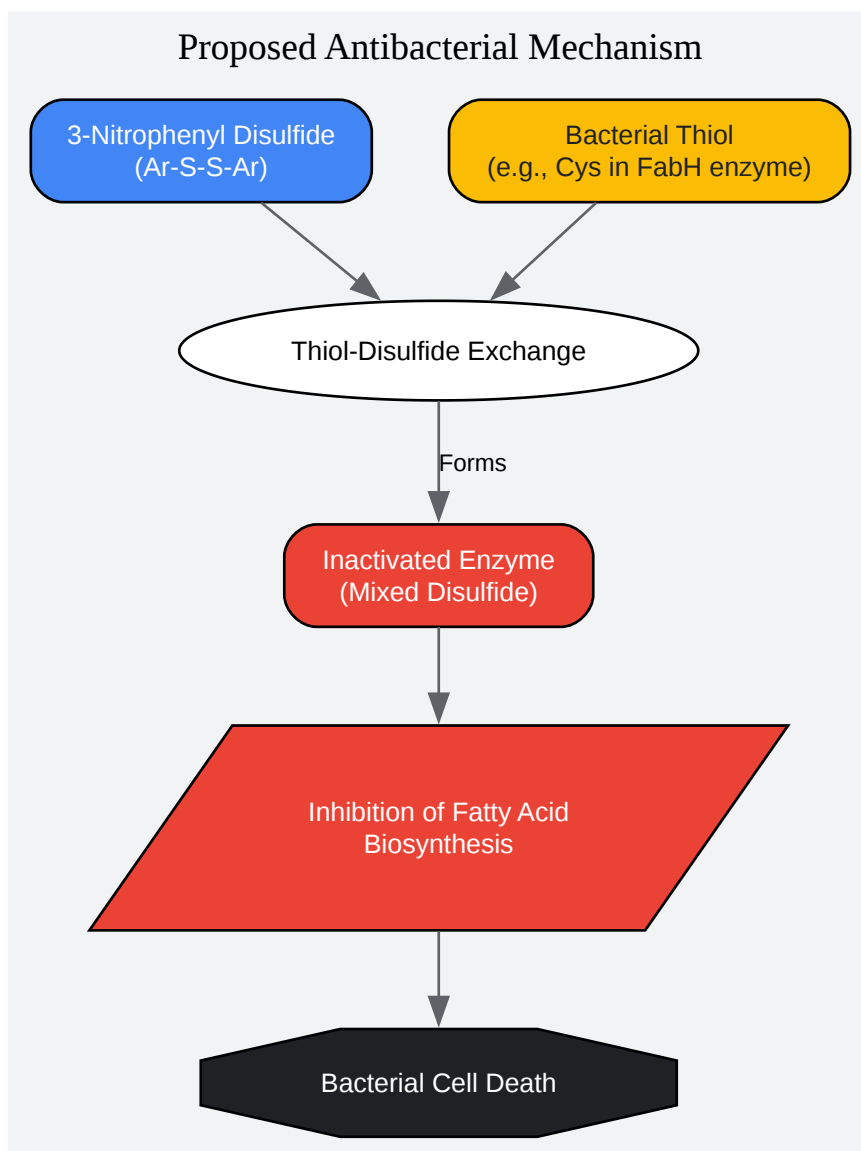 Proposed Antibacterial Mechanism
3-Nitrophenyl Disulfide
(Ar-S-S-Ar)
Bacterial Thiol
(e.g., Cys in FabH enzyme)
Thiol-Disulfide Exchange
Forms
Inactivated Enzyme
(Mixed Disulfide)
Inhibition of Fatty Acid
Biosynthesis
Bacterial Cell Death